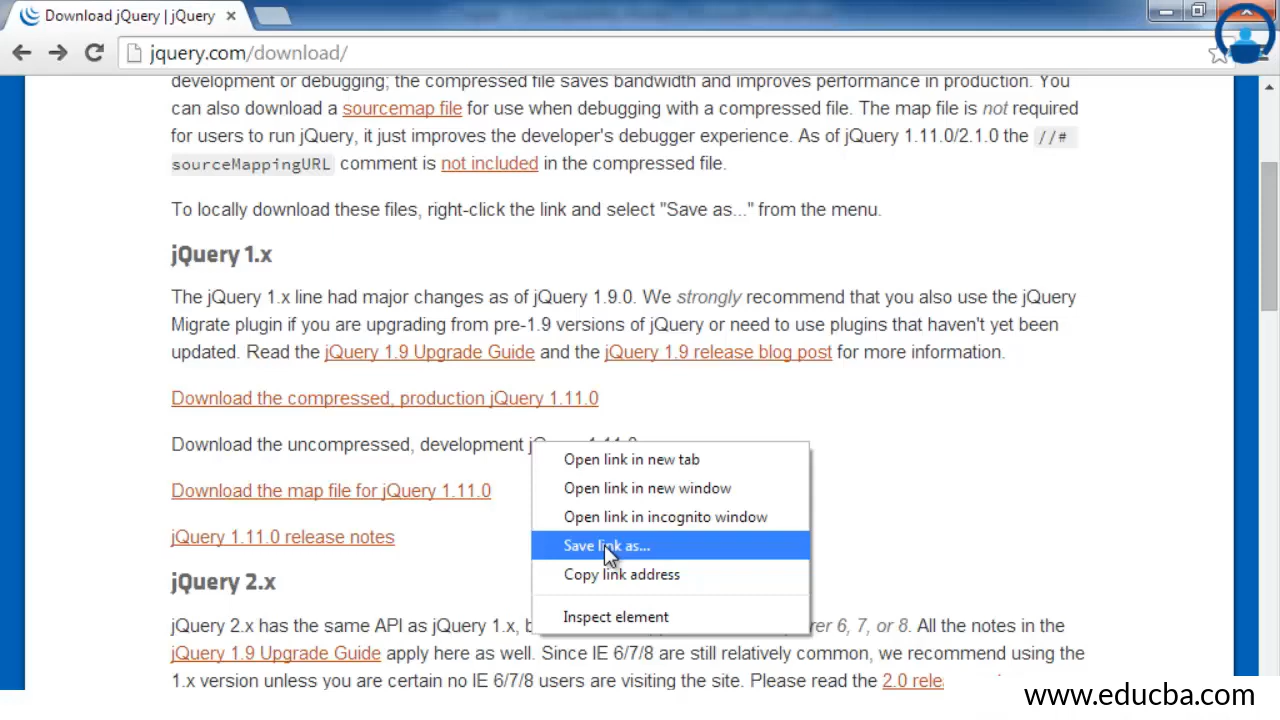 Download jQuery | jQuery
jquery.com/download/
development or debugging; the compressed file saves bandwidth and improves performance in production. You
can also download a sourcemap file for use when debugging with a compressed file. The map file is not required
for users to run jQuery, it just improves the developer's debugger experience. As of jQuery 1.11.0/2.1.0 the //#
sourceMappingURL comment is not included in the compressed file.
To locally download these files, right-click the link and select "Save as..." from the menu.
jQuery 1.x
The jQuery 1.x line had major changes as of jQuery 1.9.0. We strongly recommend that you also use the jQuery
Migrate plugin if you are upgrading from pre-1.9 versions of jQuery or need to use plugins that haven't yet been
updated. Read the jQuery 1.9 Upgrade Guide and the jQuery 1.9 release blog post for more information.
Download the compressed, production jQuery 1.11.0
Download the uncompressed, development jQuery 1.11.0
Open link in new tab
Open link in new window
Download the map file for jQuery 1.11.0
Open link in incognito window
jQuery 1.11.0 release notes
Save link as...
Copy link address
Inspect element
jQuery 2.x
jQuery 2.x has the same API as jQuery 1.x, 6, 7, or 8. All the notes in the
jQuery 1.9 Upgrade Guide apply here as well. Since IE 6/7/8 are still relatively common, we recommend using the
1.x version unless you are certain no IE 6/7/8 users are visiting the site. Please read the 2.0
www.educba.com